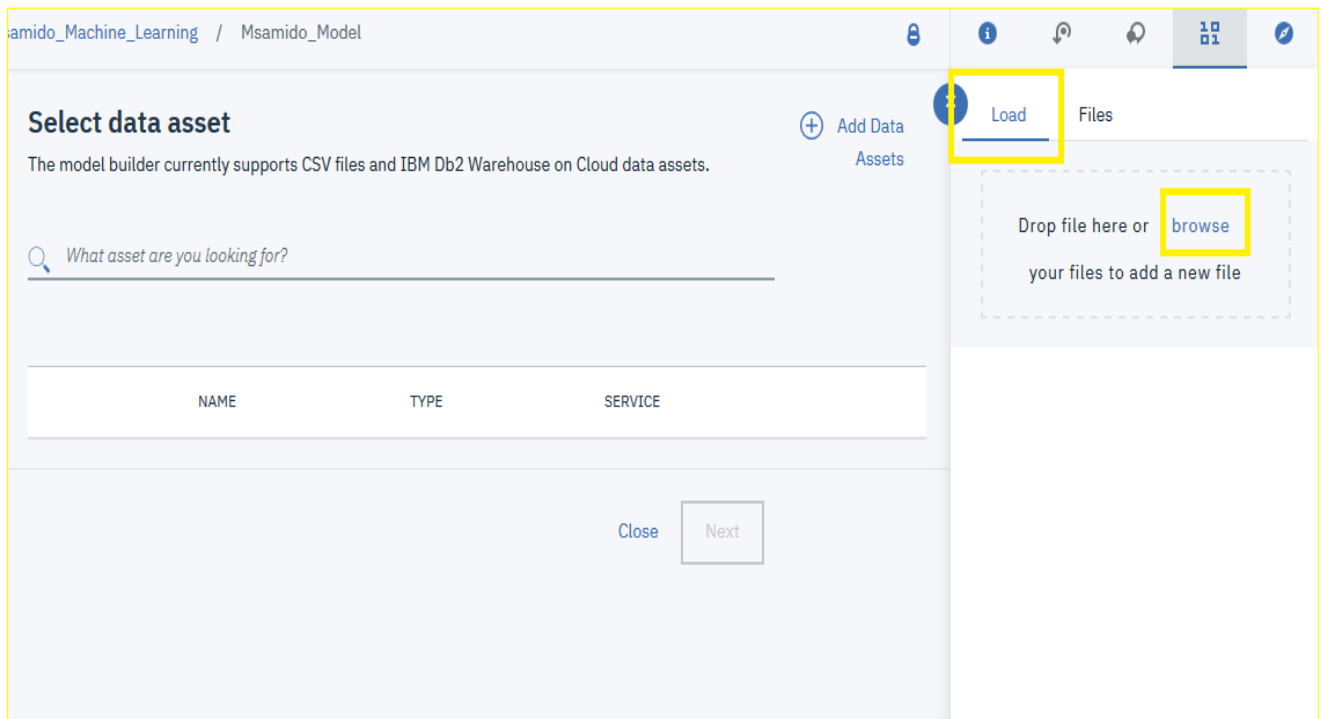 samido_Machine_Learning / Msamido_Model
Select data asset
The model builder currently supports CSV files and IBM Db2 Warehouse on Cloud data assets.
Add Data
Assets
What asset are you looking for?
NAME TYPE SERVICE
Close Next
Load Files
Drop file here or browse
your files to add a new file